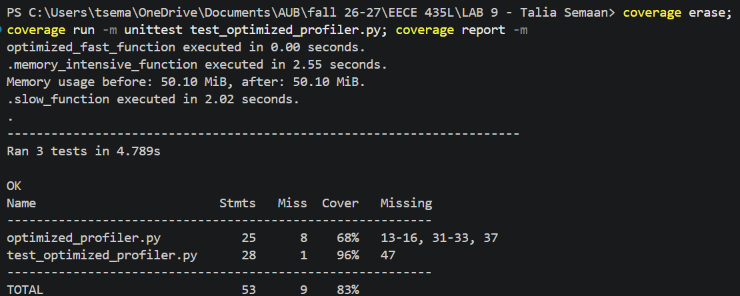 PS C:\Users\tsema\OneDrive\Documents\AUB\fall 26-27\EECE 435L\LAB 9 - Talia Semaan> coverage erase;
coverage run -m unittest test_optimized_profiler.py; coverage report -m
optimized_fast_function executed in 0.00 seconds.
.memory_intensive_function executed in 2.55 seconds.
Memory usage before: 50.10 MiB, after: 50.10 MiB.
.slow_function executed in 2.02 seconds.
.
----------------------------------------------------------------------
Ran 3 tests in 4.789s

OK
Name                         Stmts   Miss  Cover   Missing
----------------------------------------------------------
optimized_profiler.py           25      8    68%   13-16, 31-33, 37
test_optimized_profiler.py      28      1    96%   47
----------------------------------------------------------
TOTAL                           53      9    83%